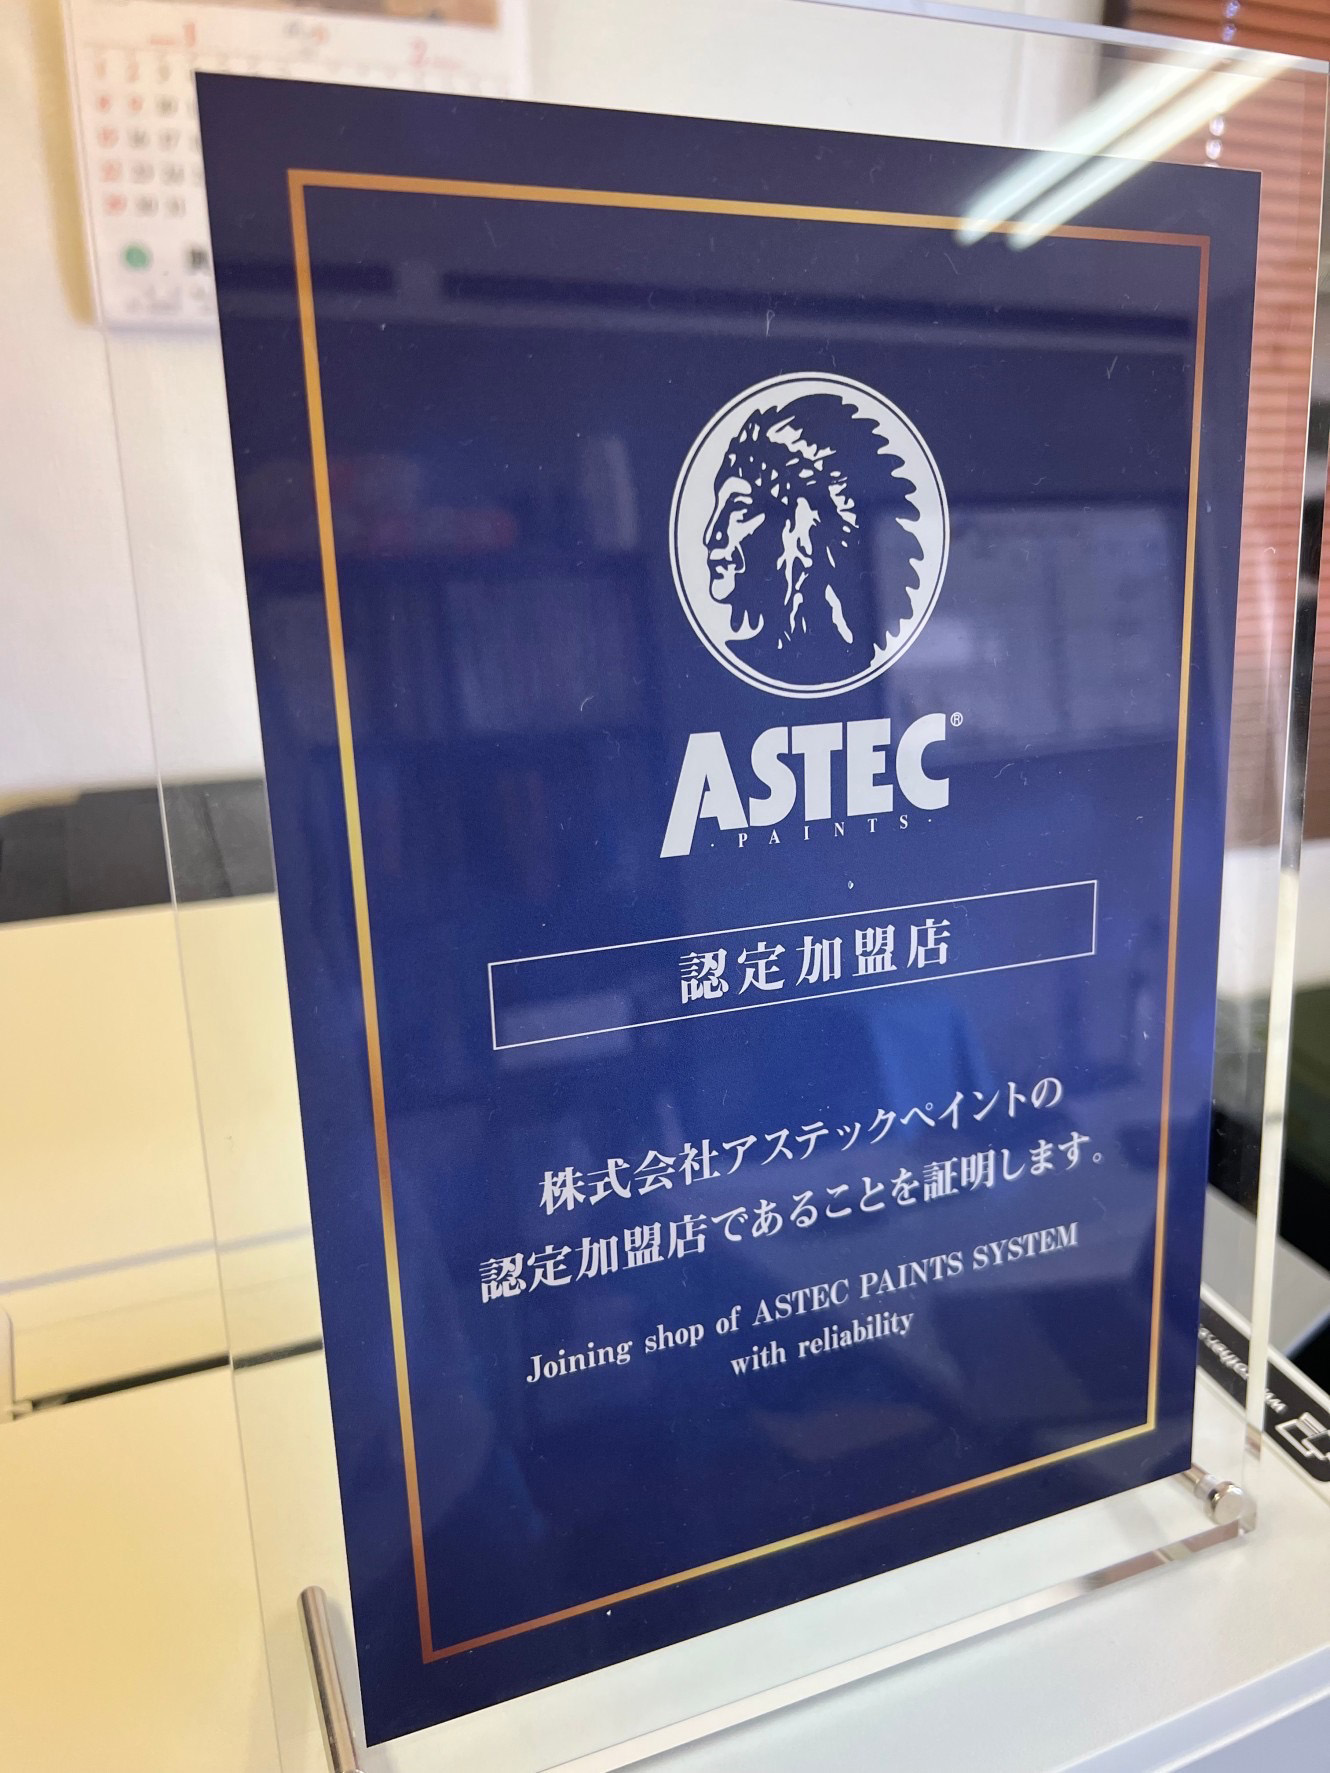 ASTEC®
・PAINTS・
認定加盟店
株式会社アステックペイントの
認定加盟店であることを証明します。
Joining shop of ASTEC PAINTS SYSTEM
with reliability